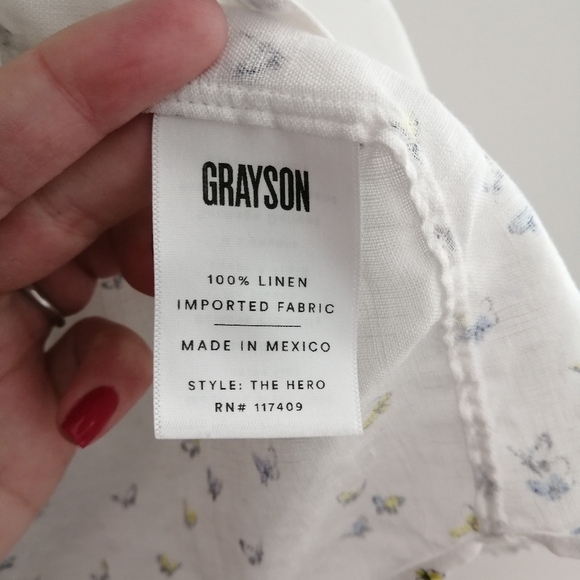 GRAYSON
100% LINEN
IMPORTED FABRIC
MADE IN MEXICO
STYLE: THE HERO
RN# 117409